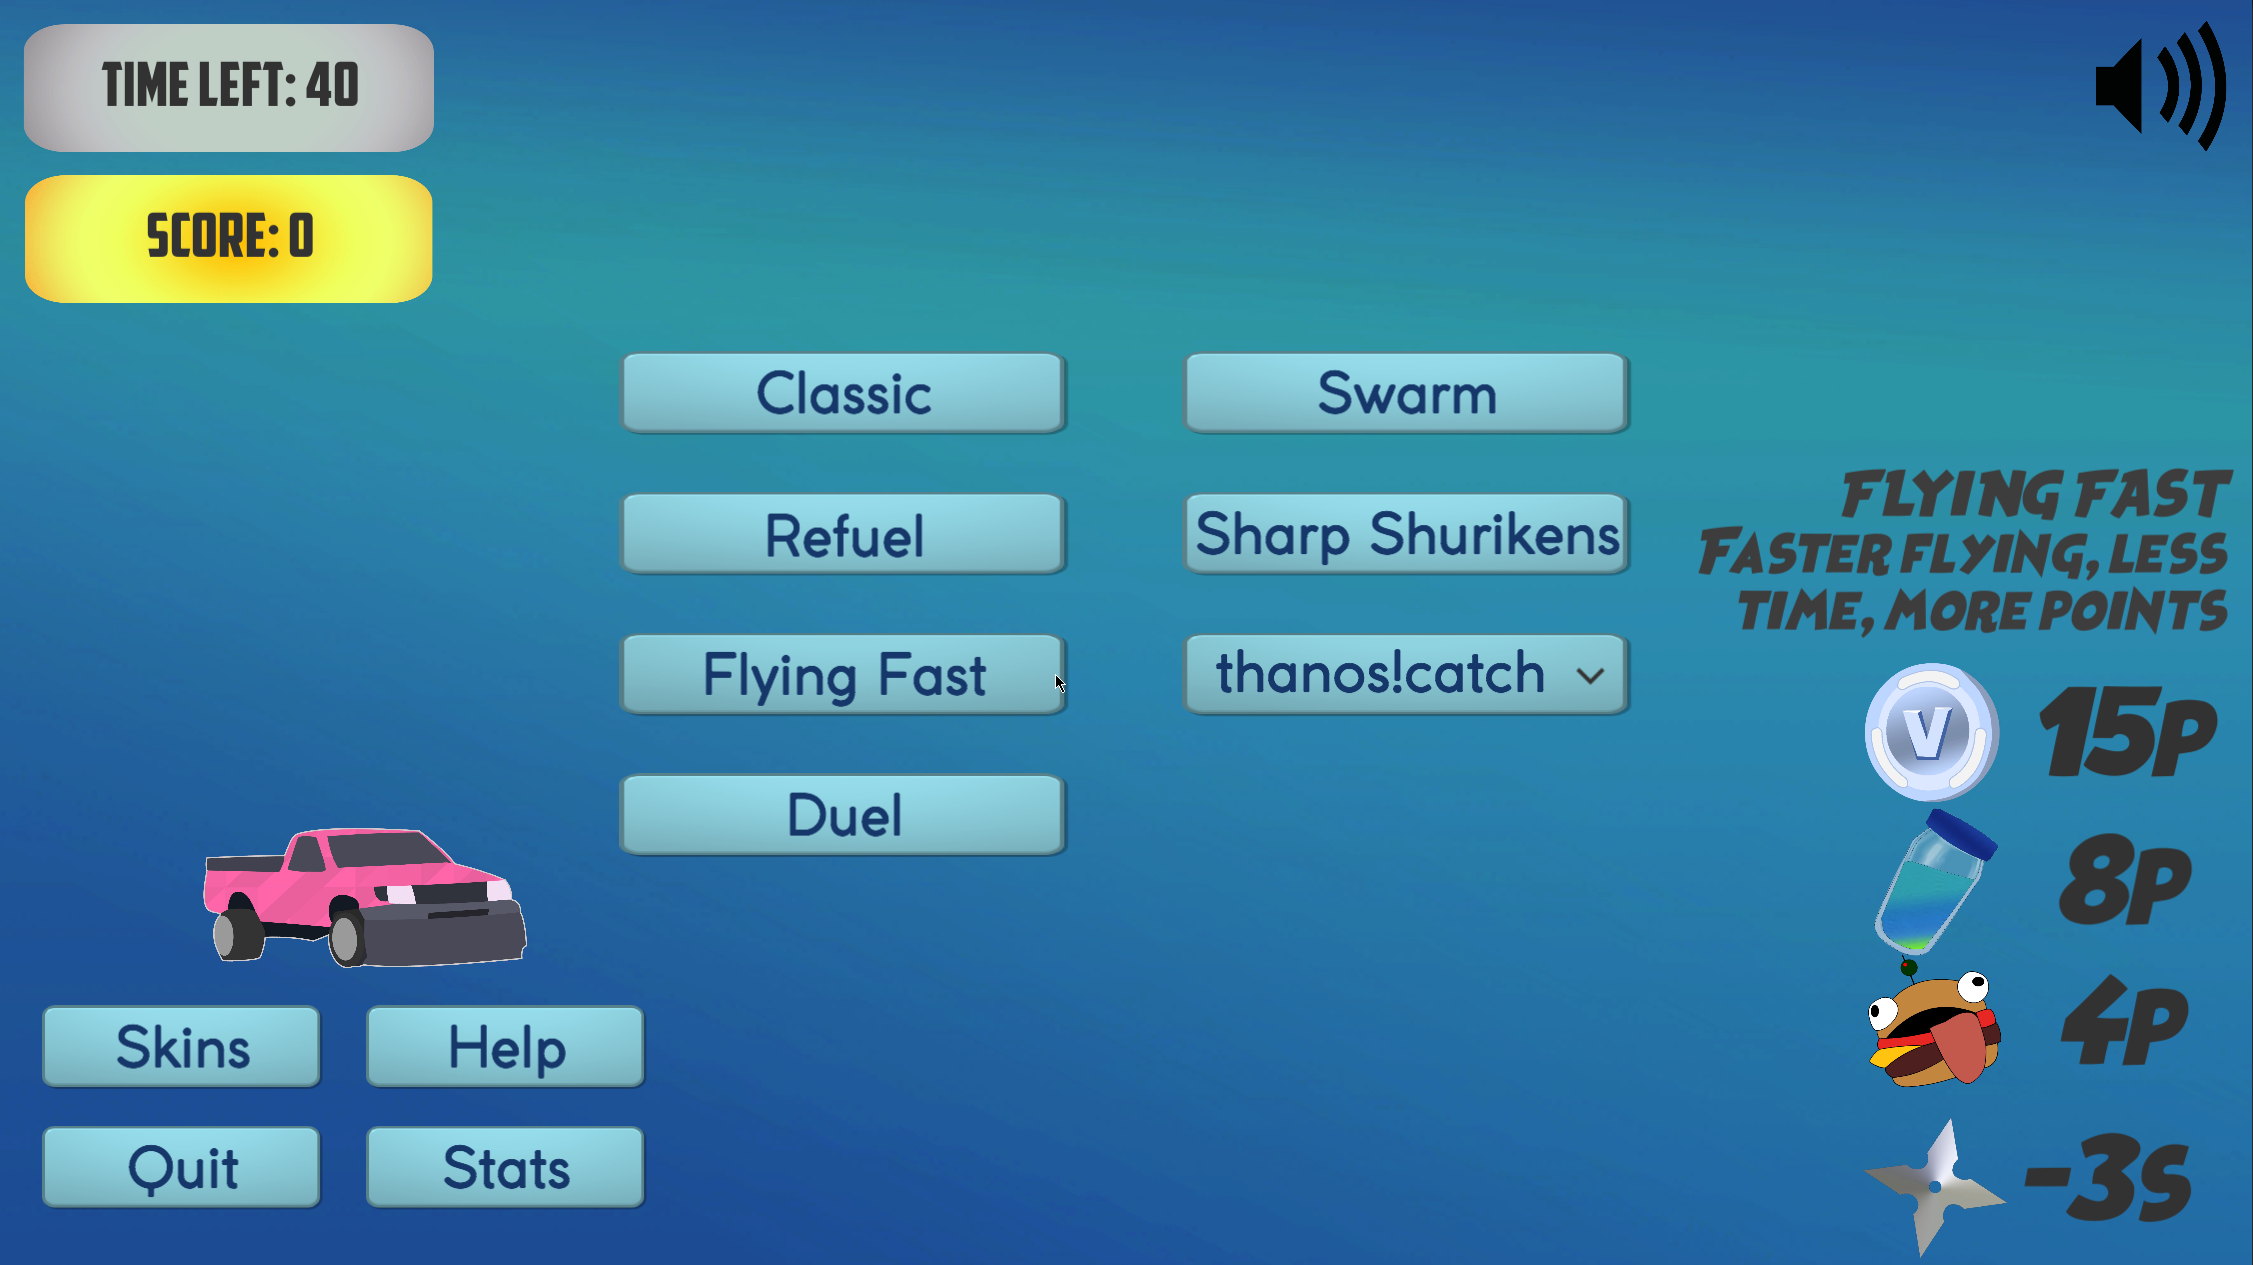 TIME LEFT: 40
SCORE: 0
Classic
Swarm
Refuel
Sharp Shurikens
Flying Fast
thanos!catch
Duel
FLYING FAST
FASTER FLYING, LESS
TIME, MORE POINTS
V
15P
8P
4P
-3S
Skins
Help
Quit
Stats